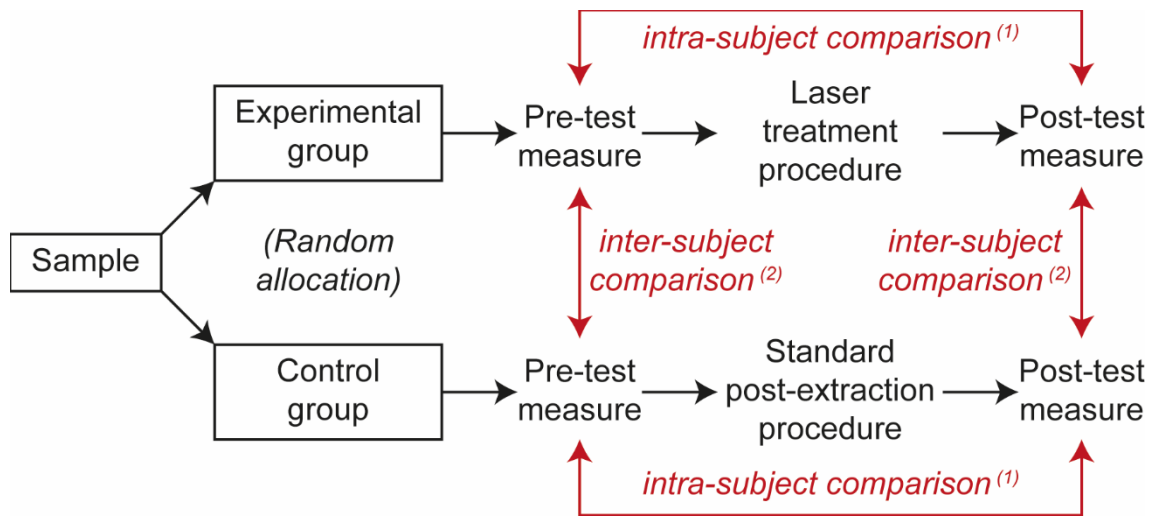 intra-subject comparison (1)
Experimental
group
Pre-test
measure
Laser
treatment
procedure
Post-test
measure
Sample
(Random
allocation)
inter-subject
comparison (2)
inter-subject
comparison (2)
Control
group
Pre-test
measure
Standard
post-extraction
procedure
Post-test
measure
intra-subject comparison (1)